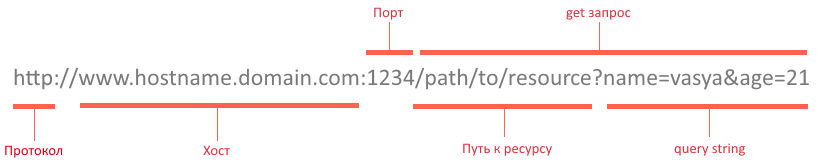 Порт
get запрос
http://www.hostname.domain.com:1234/path/to/resource?name=vasya&age=21
Протокол
Хост
Путь к ресурсу
query string